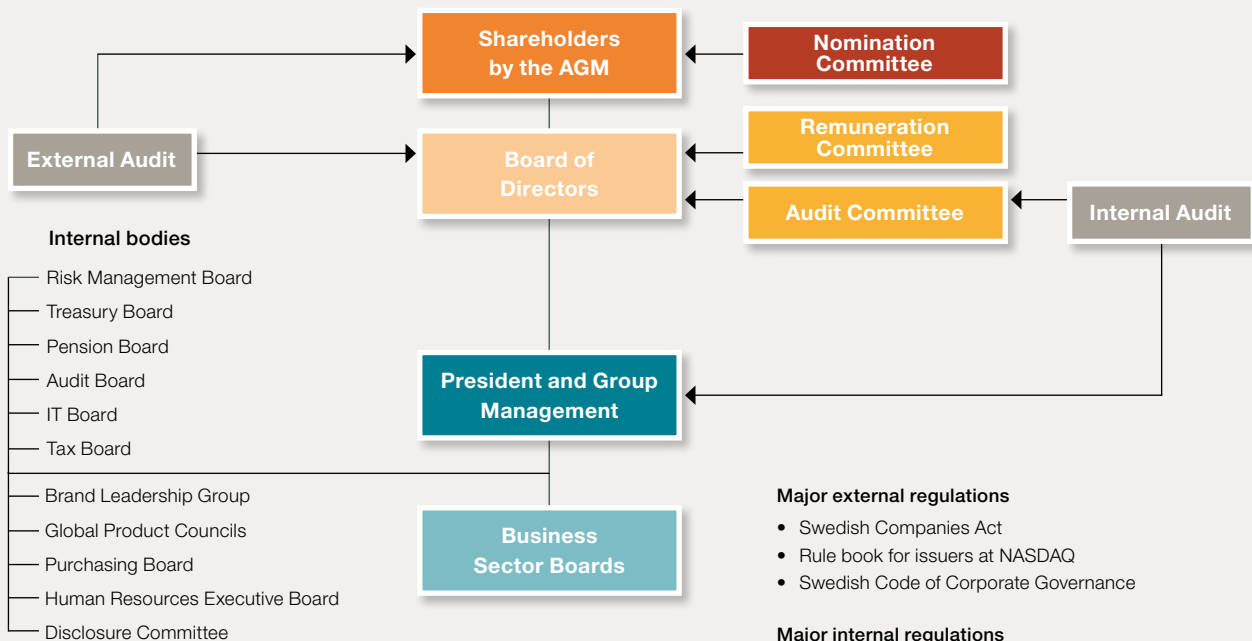 Shareholders
by the AGM
Nomination
Committee
External Audit
Board of
Directors
Remuneration
Committee
Audit Committee
Internal Audit
Internal bodies
Risk Management Board
Treasury Board
Pension Board
Audit Board
IT Board
Tax Board
Brand Leadership Group
Global Product Councils
Purchasing Board
Human Resources Executive Board
Disclosure Committee
President and Group
Management
Business
Sector Boards
Major external regulations
• Swedish Companies Act
• Rule book for issuers at NASDAQ
• Swedish Code of Corporate Governance
Major internal regulations